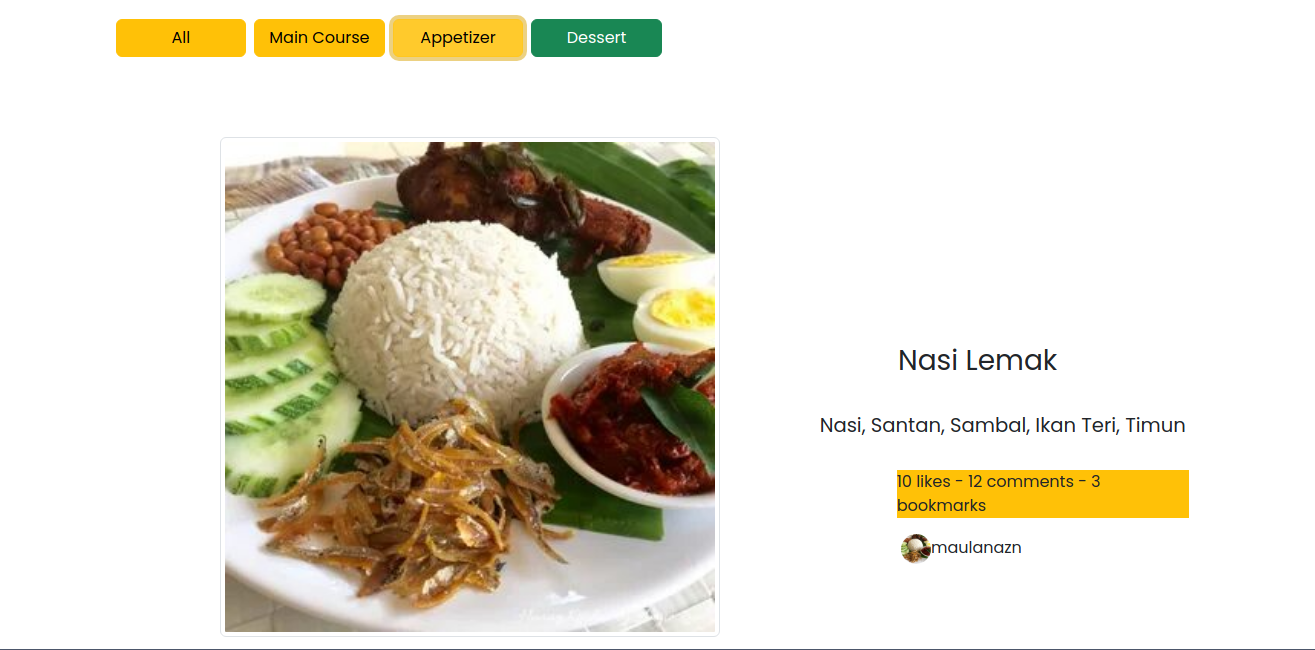 All
Main Course
Appetizer
Dessert
Nasi Lemak
Nasi, Santan, Sambal, Ikan Teri, Timun
10 likes - 12 comments - 3
bookmarks
maulanazn